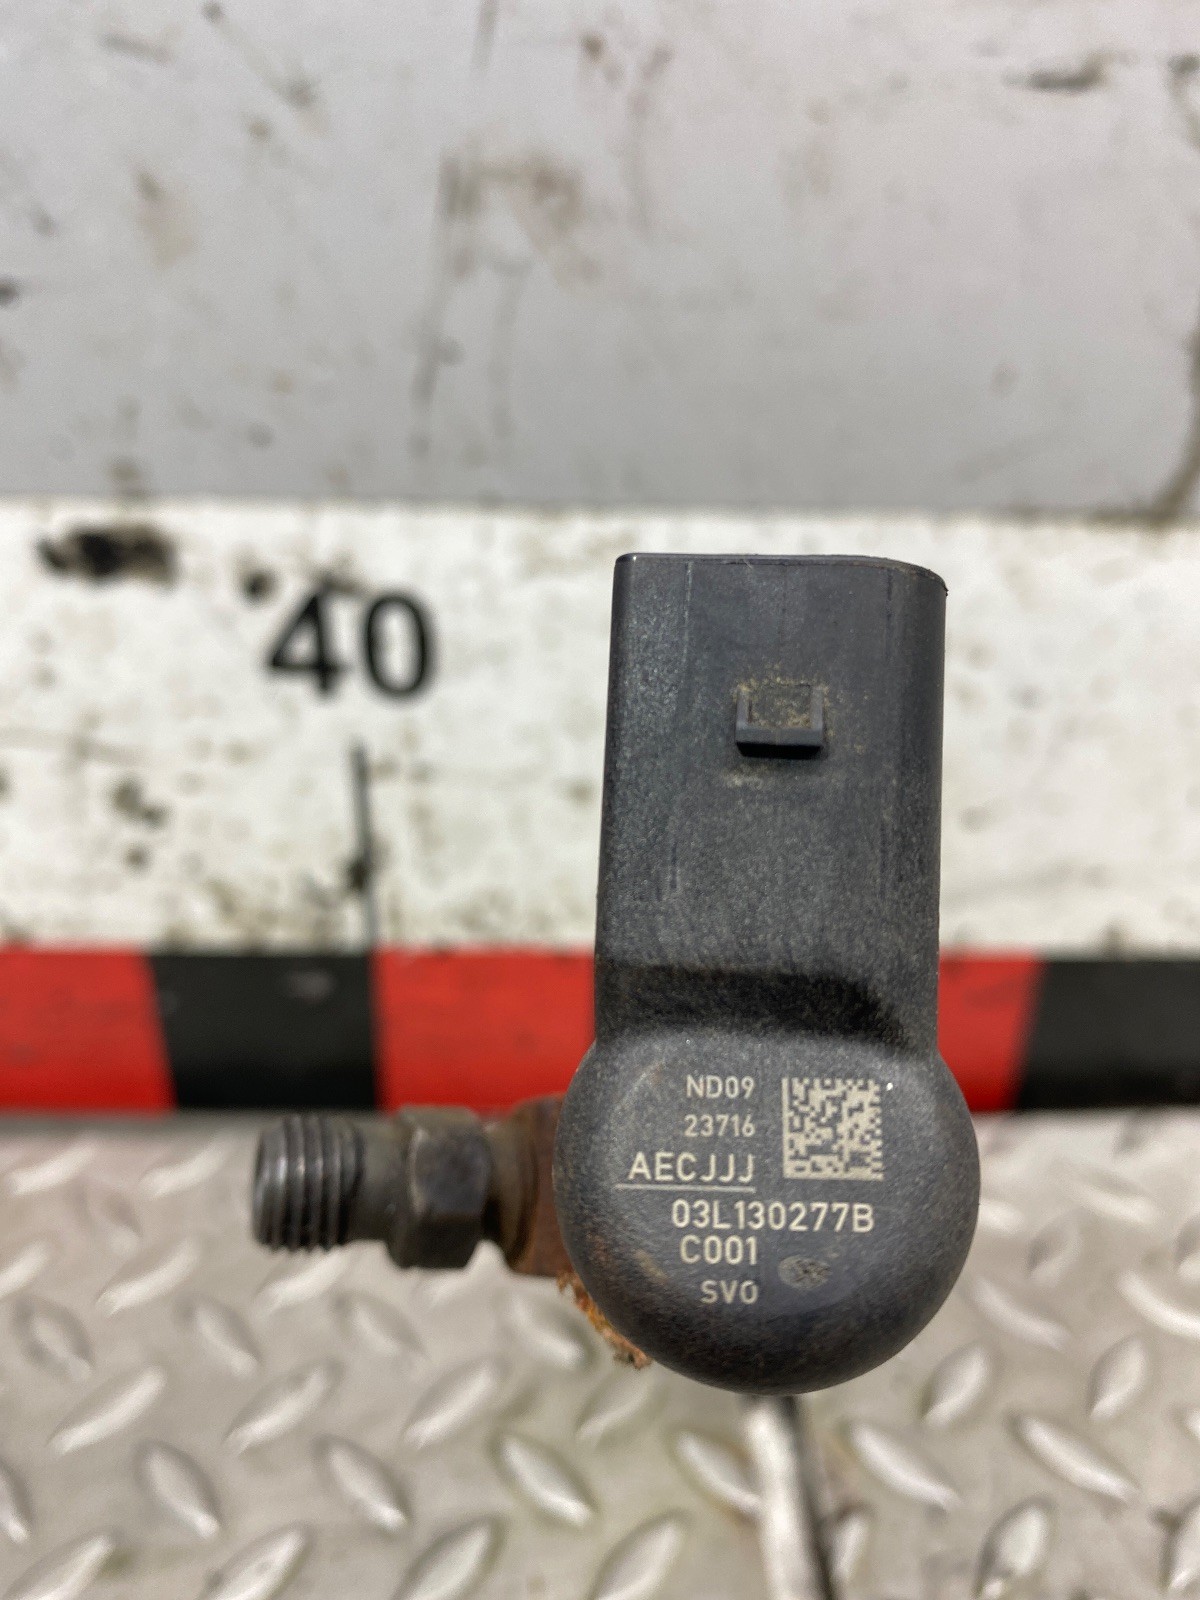 40
ND09
23716
AECJJJ
03L130277B
C001
SVO